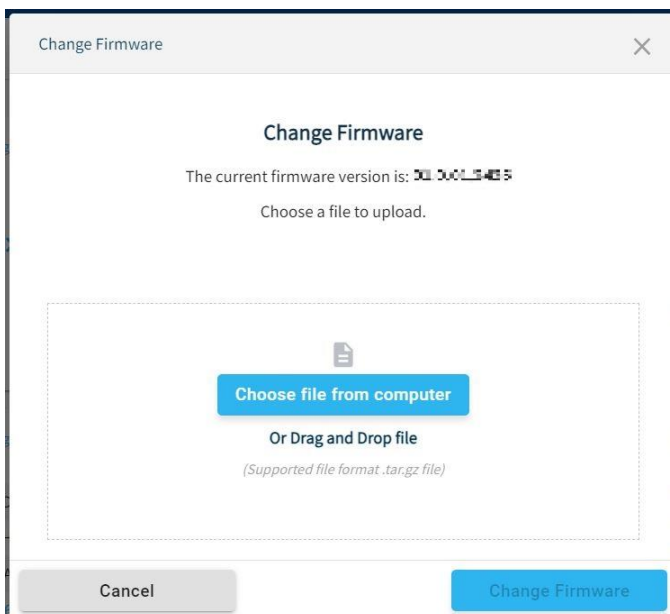 Change Firmware
Change Firmware
The current firmware version is:
Choose a file to upload.
Choose file from computer
Or Drag and Drop file
(Supported file format .tar.gz file)
Cancel
Change Firmware